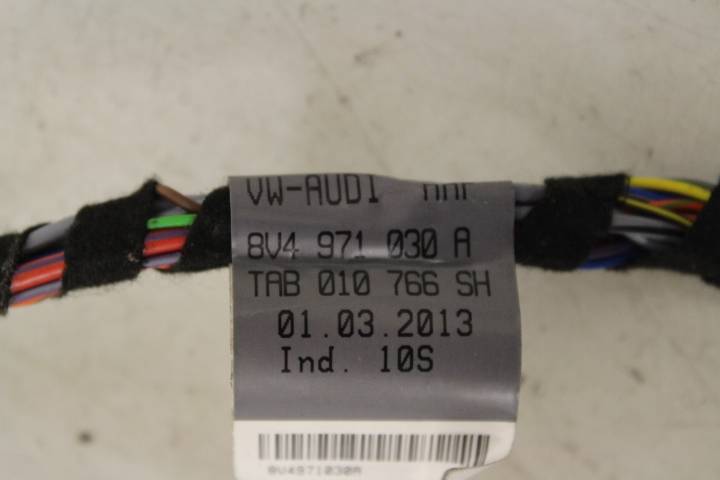 VW-AUDI
8V4 971 030 A
TAB 010 766 SH
01.03.2013
Ind. 10S
8V4971030A